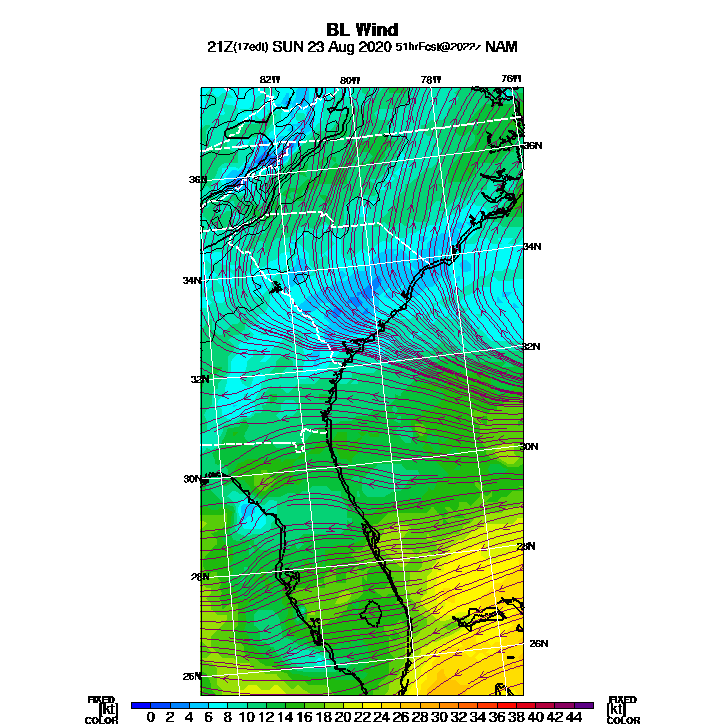 BL Wind
21Z(17edt) SUN 23 Aug 2020 51hrFcst@2022z NAM
82W 80W 78W 76W
36N
36N
34N
34N
32N
32N
30N
30N
28N
28N
26N
26N
FIXED FIXED
[kt] 0 2 4 6 8 10 12 14 16 18 20 22 24 26 28 30 32 34 36 38 40 42 44 [kt]
COLOR COLOR